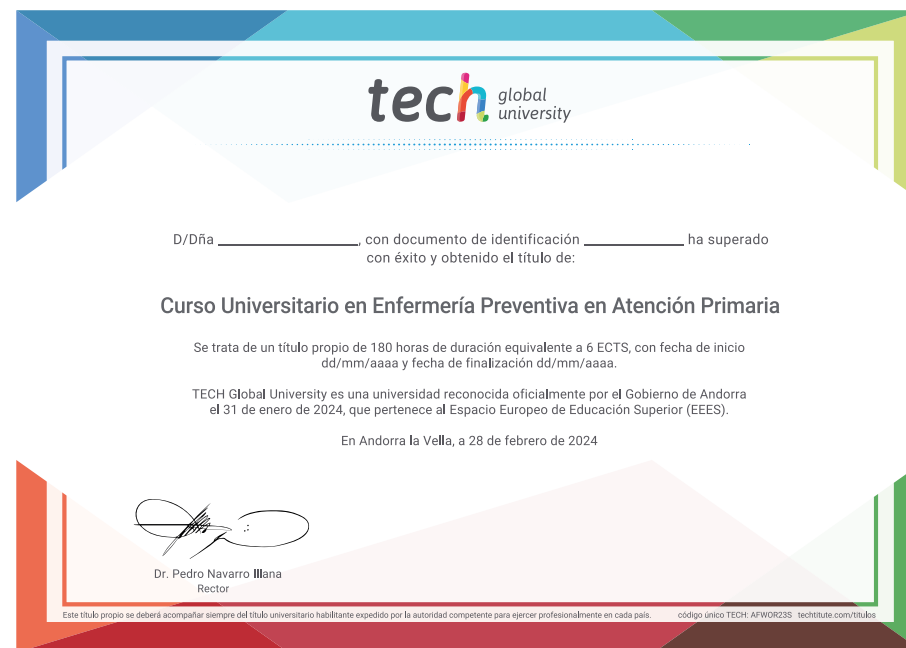 tech global university
D/Dña ____________________, con documento de identificación ______________ ha superado
con éxito y obtenido el título de:
Curso Universitario en Enfermería Preventiva en Atención Primaria
Se trata de un título propio de 180 horas de duración equivalente a 6 ECTS, con fecha de inicio
dd/mm/aaaa y fecha de finalización dd/mm/aaaa.
TECH Global University es una universidad reconocida oficialmente por el Gobierno de Andorra
el 31 de enero de 2024, que pertenece al Espacio Europeo de Educación Superior (EEES).
En Andorra la Vella, a 28 de febrero de 2024
Dr. Pedro Navarro Illana
Rector
Este título propio se deberá acompañar siempre del título universitario habilitante expedido por la autoridad competente para ejercer profesionalmente en cada país. código único TECH: AFWOR23S techtitute.com/titulos